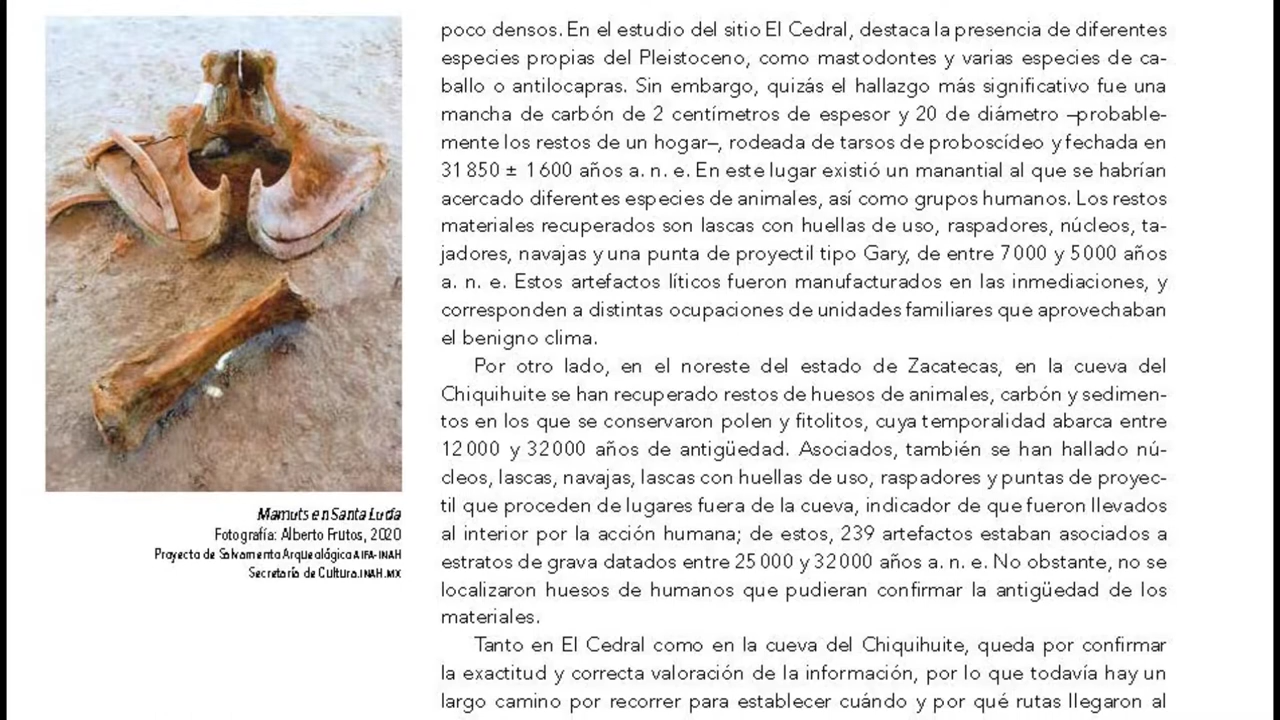 poco densos. En el estudio del sitio El Cedral, destaca la presencia de diferentes
especies propias del Pleistoceno, como mastodontes y varias especies de ca-
ballo o antilocapras. Sin embargo, quizás el hallazgo más significativo fue una
mancha de carbón de 2 centímetros de espesor y 20 de diámetro –probable-
mente los restos de un hogar–, rodeada de tarsos de proboscídeo y fechada en
31 850 ± 1 600 años a. n. e. En este lugar existió un manantial al que se habrían
acercado diferentes especies de animales, así como grupos humanos. Los restos
materiales recuperados son lascas con huellas de uso, raspadores, núcleos, ta-
jadores, navajas y una punta de proyectil tipo Gary, de entre 7 000 y 5 000 años
a. n. e. Estos artefactos líticos fueron manufacturados en las inmediaciones, y
corresponden a distintas ocupaciones de unidades familiares que aprovechaban
el benigno clima.
Por otro lado, en el noreste del estado de Zacatecas, en la cueva del
Chiquihuite se han recuperado restos de huesos de animales, carbón y sedimen-
tos en los que se conservaron polen y fitolitos, cuya temporalidad abarca entre
12 000 y 32 000 años de antigüedad. Asociados, también se han hallado nú-
cleos, lascas, navajas, lascas con huellas de uso, raspadores y puntas de proyec-
til que proceden de lugares fuera de la cueva, indicador de que fueron llevados
al interior por la acción humana; de estos, 239 artefactos estaban asociados a
estratos de grava datados entre 25 000 y 32 000 años a. n. e. No obstante, no se
localizaron huesos de humanos que pudieran confirmar la antigüedad de los
materiales.
Tanto en El Cedral como en la cueva del Chiquihuite, queda por confirmar
la exactitud y correcta valoración de la información, por lo que todavía hay un
largo camino por recorrer para establecer cuándo y por qué rutas llegaron al
Mamuts en Santa Lucía
Fotografía: Alberto Frutos, 2020
Proyecto de Salvamento Arqueológico AIFA-INAH
Secretaría de Cultura.INAH.MX